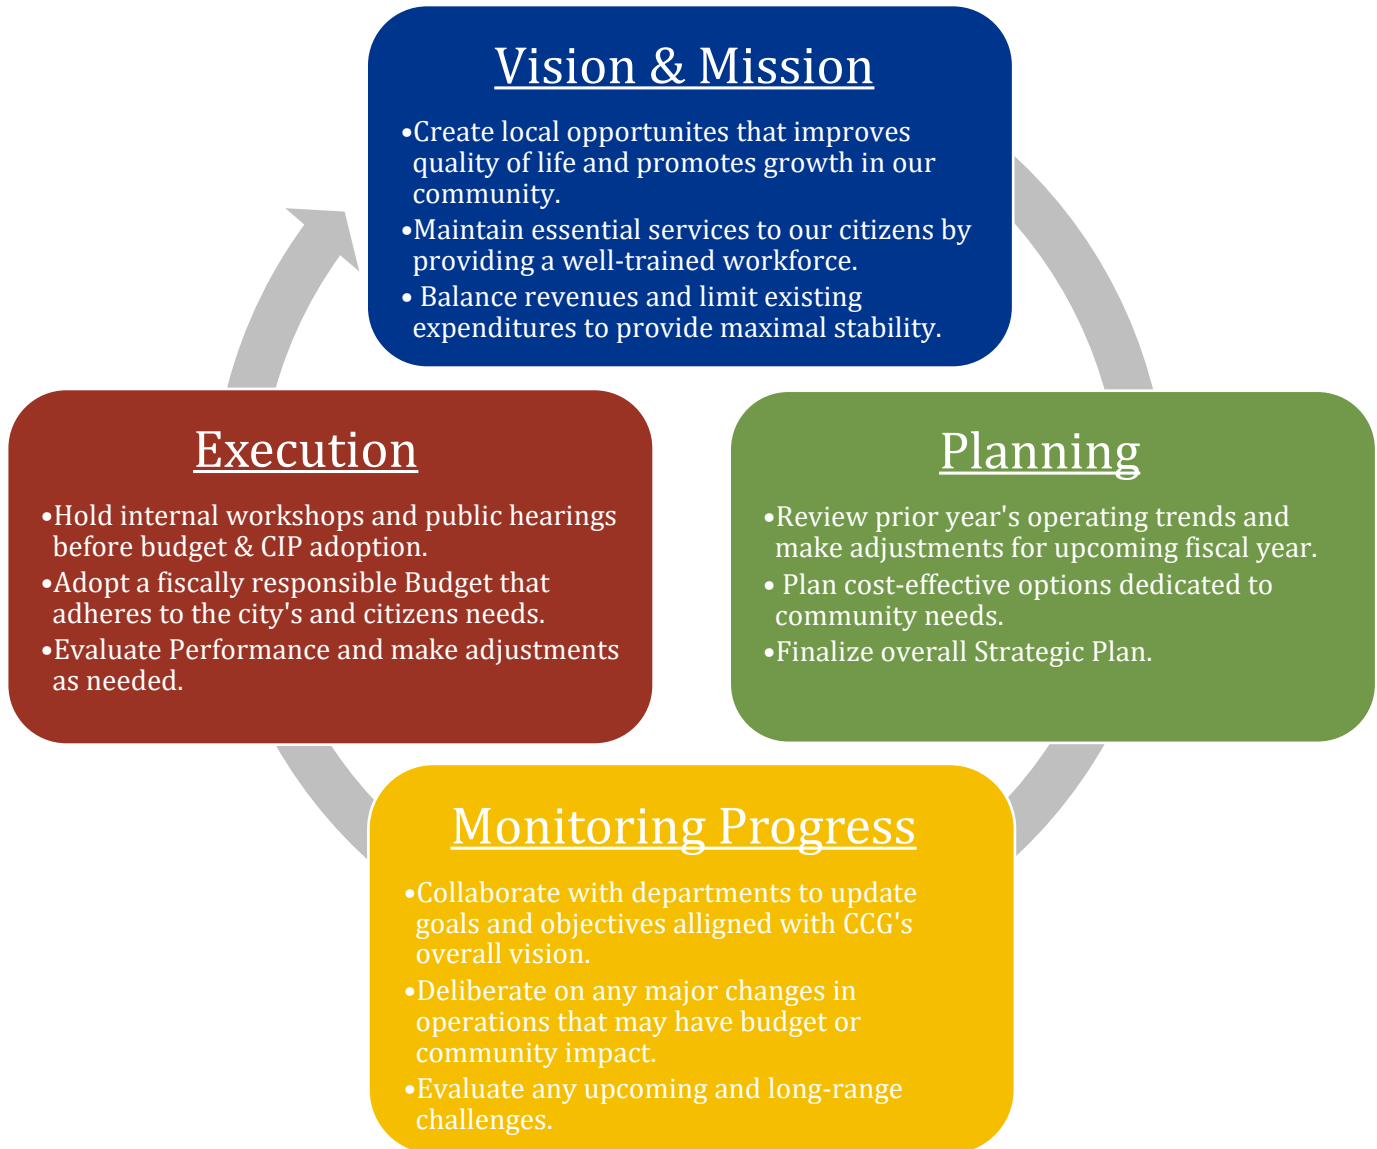 Vision & Mission
•Create local opportunites that improves
quality of life and promotes growth in our
community.
•Maintain essential services to our citizens by
providing a well-trained workforce.
• Balance revenues and limit existing
expenditures to provide maximal stability.
Planning
•Review prior year's operating trends and
make adjustments for upcoming fiscal year.
• Plan cost-effective options dedicated to
community needs.
•Finalize overall Strategic Plan.
Monitoring Progress
•Collaborate with departments to update
goals and objectives alligned with CCG's
overall vision.
•Deliberate on any major changes in
operations that may have budget or
community impact.
•Evaluate any upcoming and long-range
challenges.
Execution
•Hold internal workshops and public hearings
before budget & CIP adoption.
•Adopt a fiscally responsible Budget that
adheres to the city's and citizens needs.
•Evaluate Performance and make adjustments
as needed.